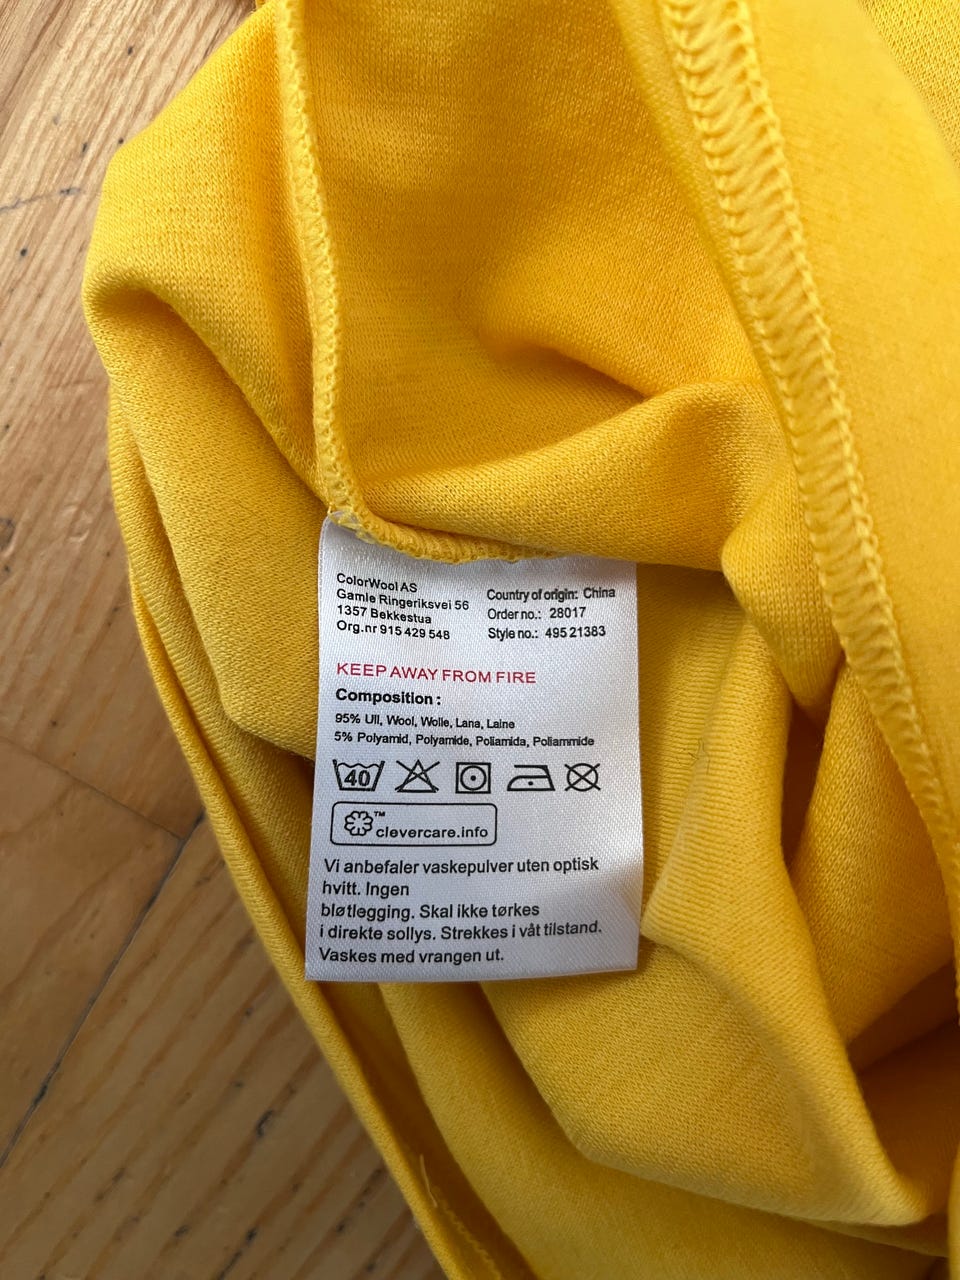 ColorWool AS
Gamle Ringeriksvei 56
1357 Bekkestua
Org.nr 915 429 548
Country of origin: China
Order no.: 28017
Style no.: 495 21383
KEEP AWAY FROM FIRE
Composition :
95% Ull, Wool, Wolle, Lana, Laine
5% Polyamid, Polyamide, Poliamida, Poliammide
40
™
clevercare.info
Vi anbefaler vaskepulver uten optisk
hvitt. Ingen
bløtlegging. Skal ikke tørkes
i direkte sollys. Strekkes i våt tilstand.
Vaskes med vrangen ut.